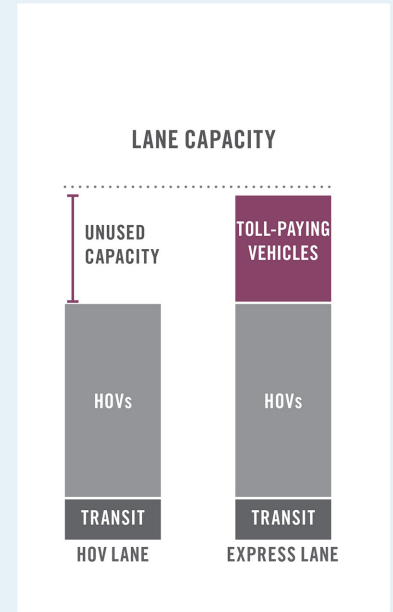 LANE CAPACITY
UNUSED
CAPACITY
TOLL-PAYING
VEHICLES
HOVs
HOVs
TRANSIT
TRANSIT
HOV LANE
EXPRESS LANE